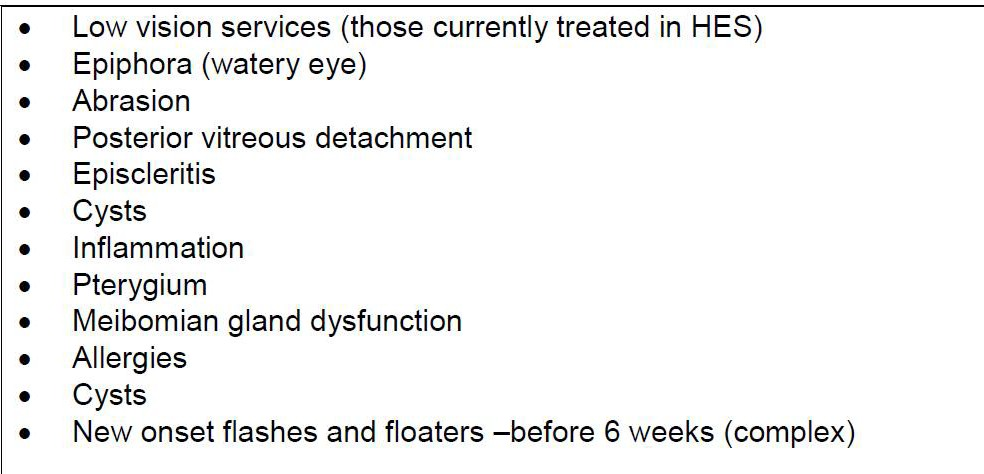 • Low vision services (those currently treated in HES)
• Epiphora (watery eye)
• Abrasion
• Posterior vitreous detachment
• Episcleritis
• Cysts
• Inflammation
• Pterygium
• Meibomian gland dysfunction
• Allergies
• Cysts
• New onset flashes and floaters –before 6 weeks (complex)